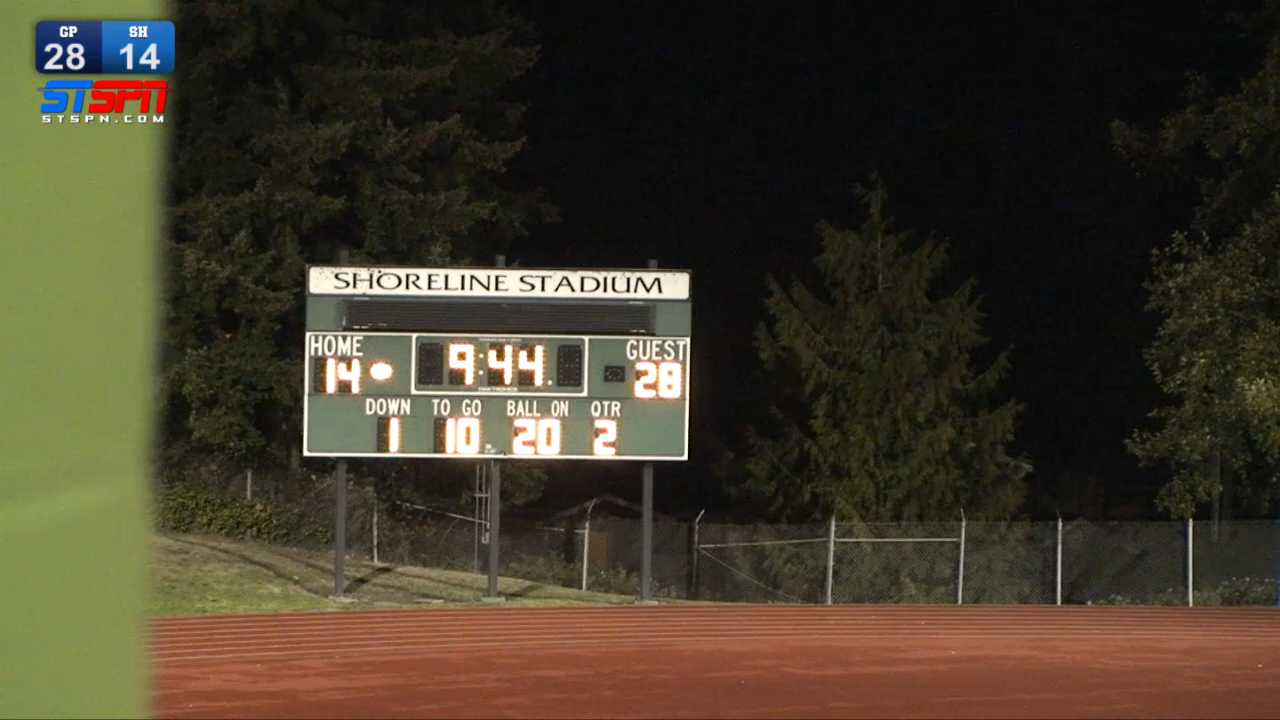 GP SH
28 14
STSPN
STSPN.COM
SHORELINE STADIUM
HOME 9:44 GUEST
14 28
DOWN TO GO BALL ON QTR
1 10 20 2